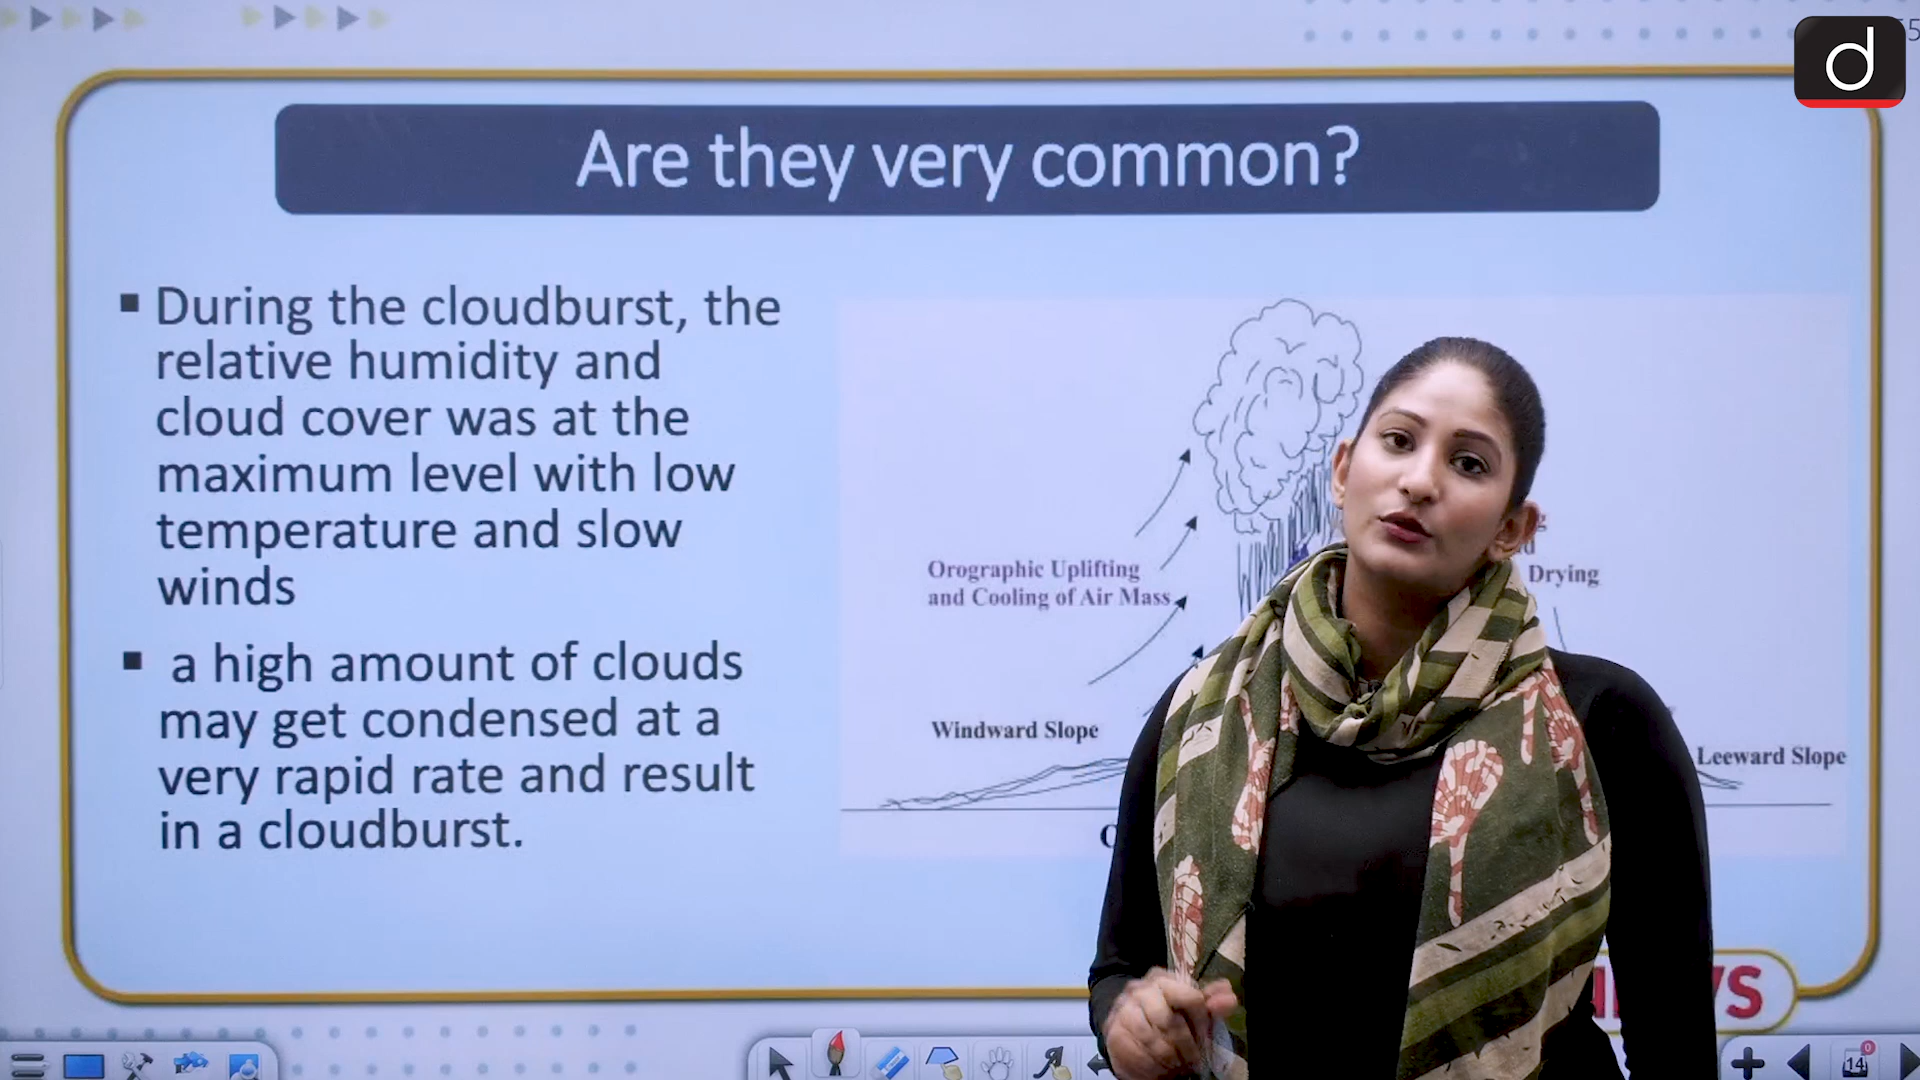 d
Are they very common?
▪ During the cloudburst, the
relative humidity and
cloud cover was at the
maximum level with low
temperature and slow
winds
▪ a high amount of clouds
may get condensed at a
very rapid rate and result
in a cloudburst.
Orographic Uplifting
and Cooling of Air Mass
Drying
Windward Slope
Leeward Slope
14
0